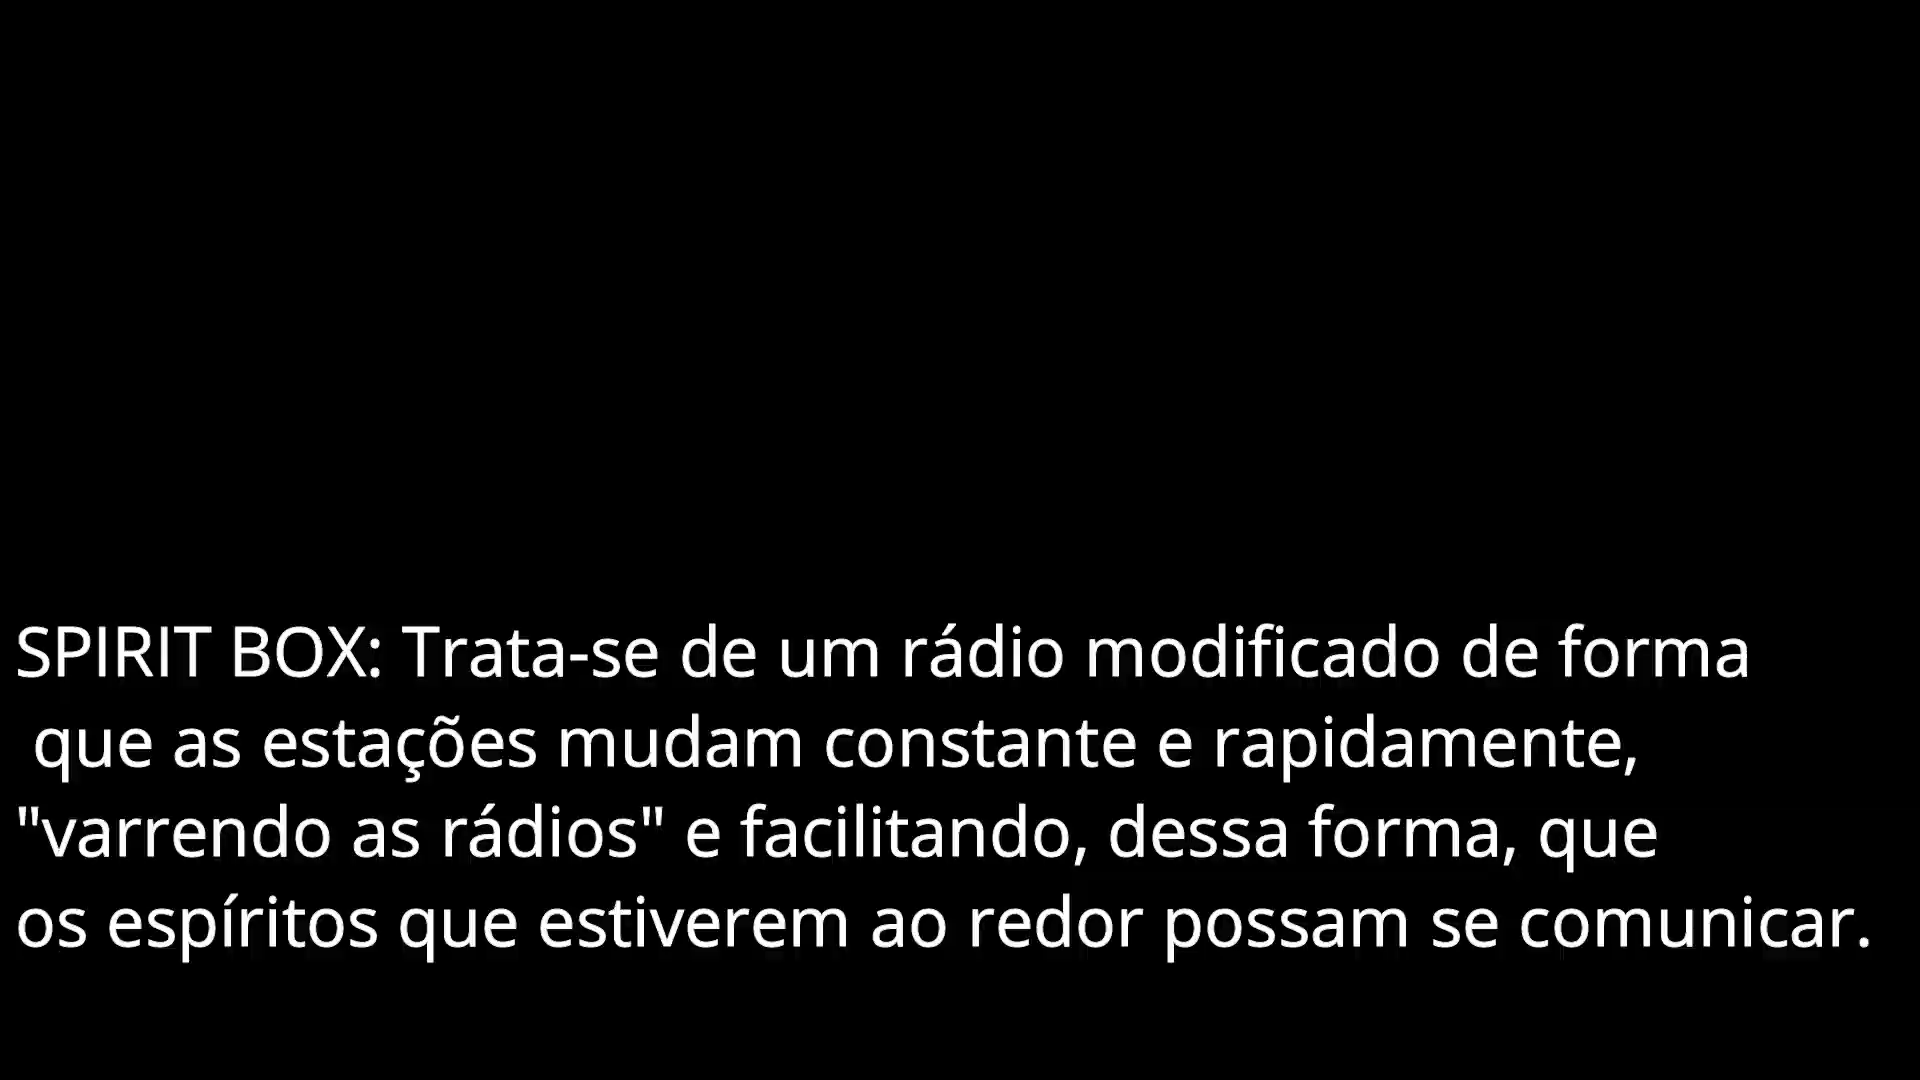 SPIRIT BOX: Trata-se de um rádio modificado de forma
que as estações mudam constante e rapidamente,
"varrendo as rádios" e facilitando, dessa forma, que
os espíritos que estiverem ao redor possam se comunicar.